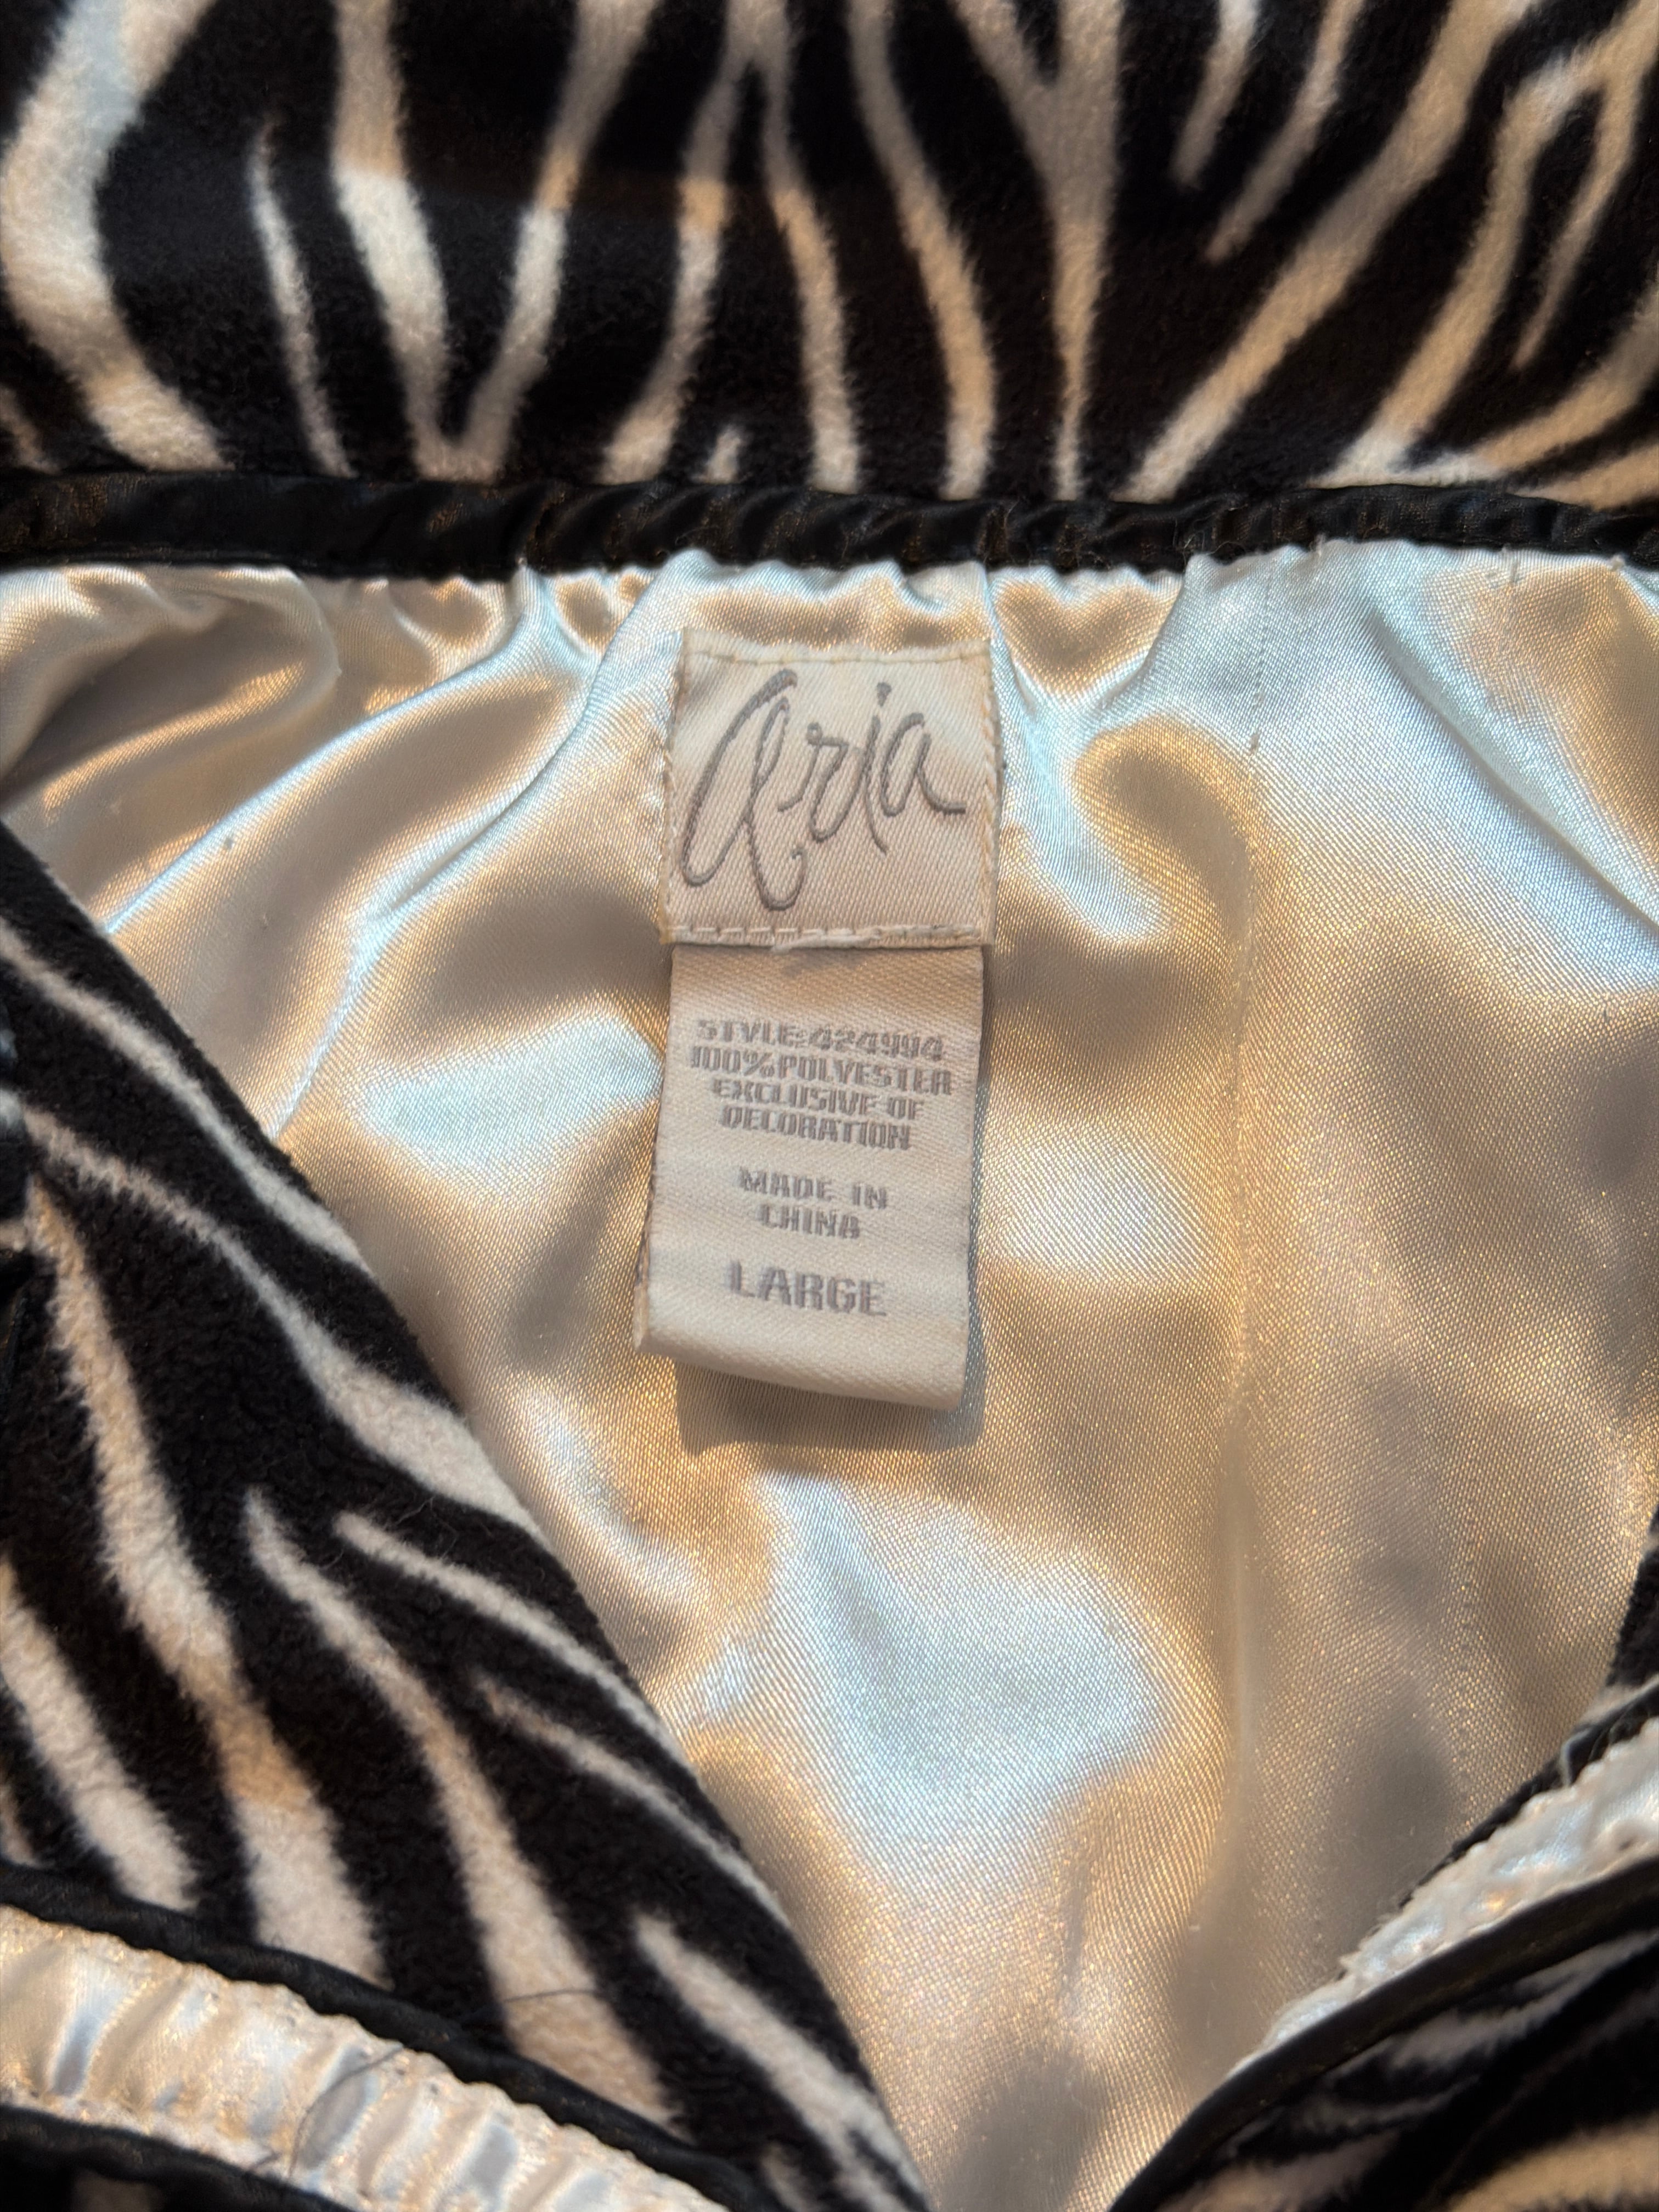 aria
STYLE:424994
100%POLYESTER
EXCLUSIVE OF
DECORATION
MADE IN
CHINA
LARGE